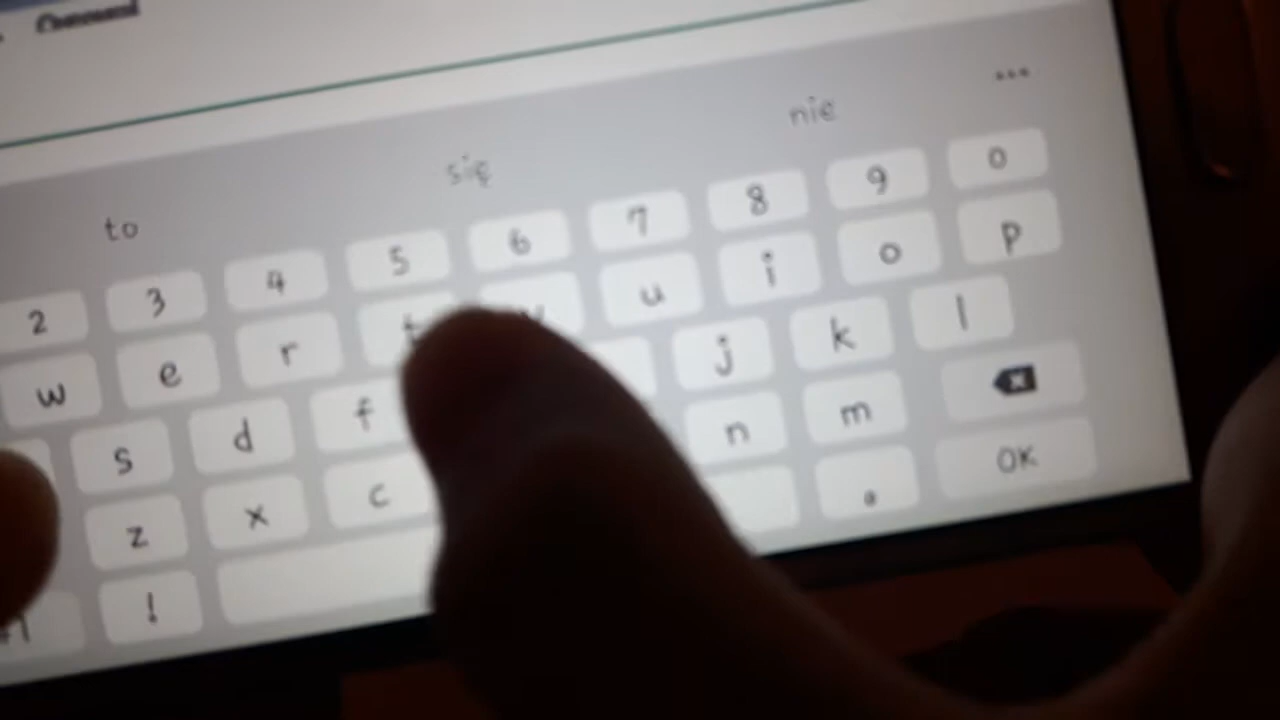 to się nie ...
2 3 4 5 6 7 8 9 0
w e r t u i o p
s d f j k l
z x c n m
! . OK